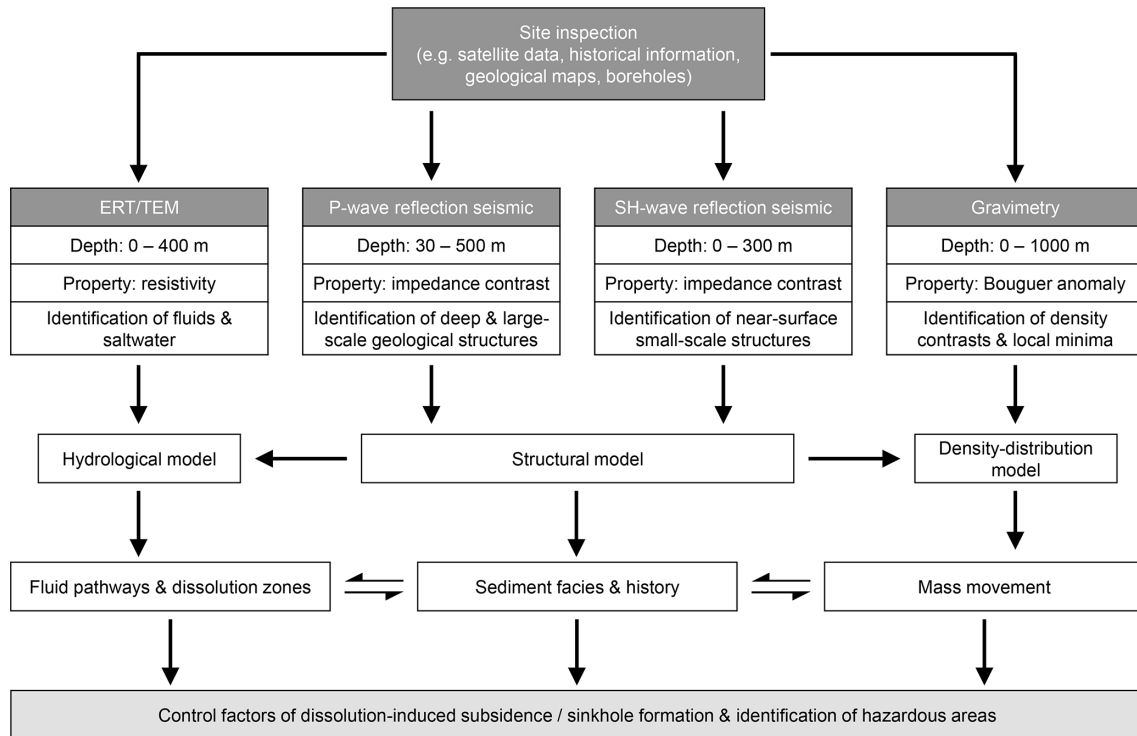 Site inspection
(e.g. satellite data, historical information,
geological maps, boreholes)
ERT/TEM
Depth: 0 – 400 m
Property: resistivity
Identification of fluids &
saltwater
P-wave reflection seismic
Depth: 30 – 500 m
Property: impedance contrast
Identification of deep & large-
scale geological structures
SH-wave reflection seismic
Depth: 0 – 300 m
Property: impedance contrast
Identification of near-surface
small-scale structures
Gravimetry
Depth: 0 – 1000 m
Property: Bouguer anomaly
Identification of density
contrasts & local minima
Hydrological model
Structural model
Density-distribution
model
Fluid pathways & dissolution zones
Sediment facies & history
Mass movement
Control factors of dissolution-induced subsidence / sinkhole formation & identification of hazardous areas